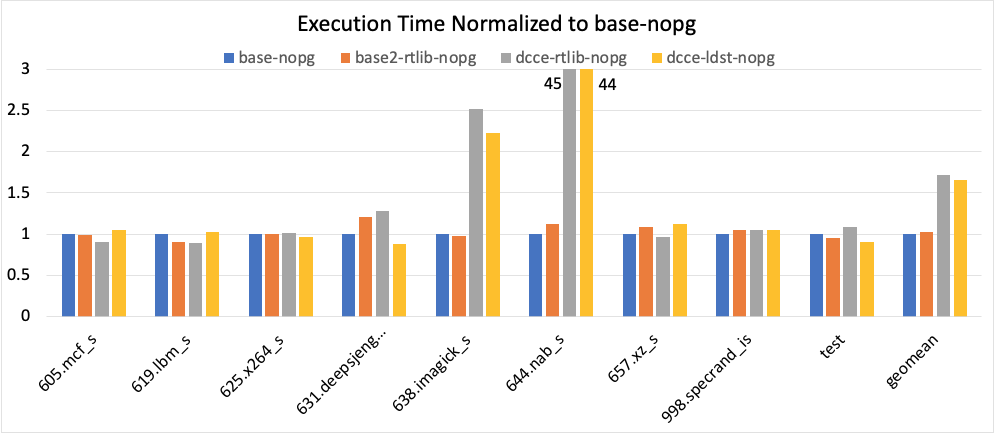 Execution Time Normalized to base-nopg
base-nopg base2-rtlib-nopg dcce-rtlib-nopg dcce-ldst-nopg
3
45 44
2.5
2
1.5
1
0.5
0
605.mcf_s 619.lbm_s 625.x264_s 631.deepsjeng... 638.imagick_s 644.nab_s 657.xz_s 998.specrand_is test geomean